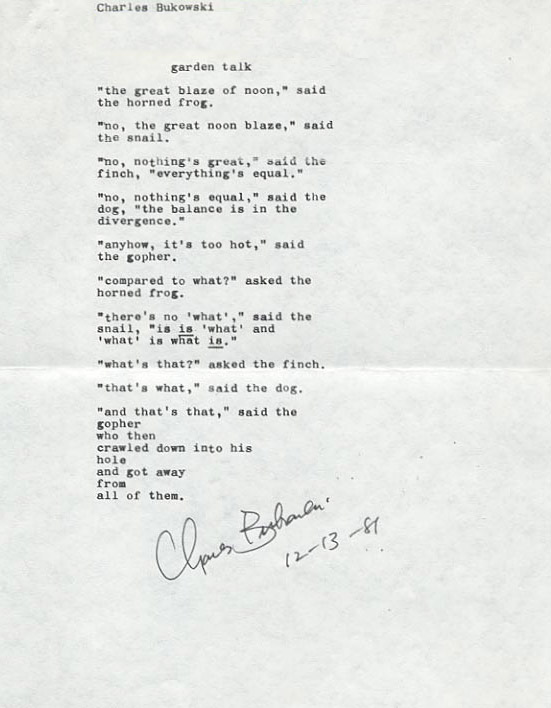 Charles Bukowski
garden talk
"the great blaze of noon," said
the horned frog.
"no, the great noon blaze," said
the snail.
"no, nothing's great," said the
finch, "everything's equal."
"no, nothing's equal," said the
dog, "the balance is in the
divergence."
"anyhow, it's too hot," said
the gopher.
"compared to what?" asked the
horned frog.
"there's no 'what'," said the
snail, "is is 'what' and
'what' is what is."
"what's that?" asked the finch.
"that's what," said the dog.
"and that's that," said the
gopher
who then
crawled down into his
hole
and got away
from
all of them.
Charles Bukowski
12-13-81